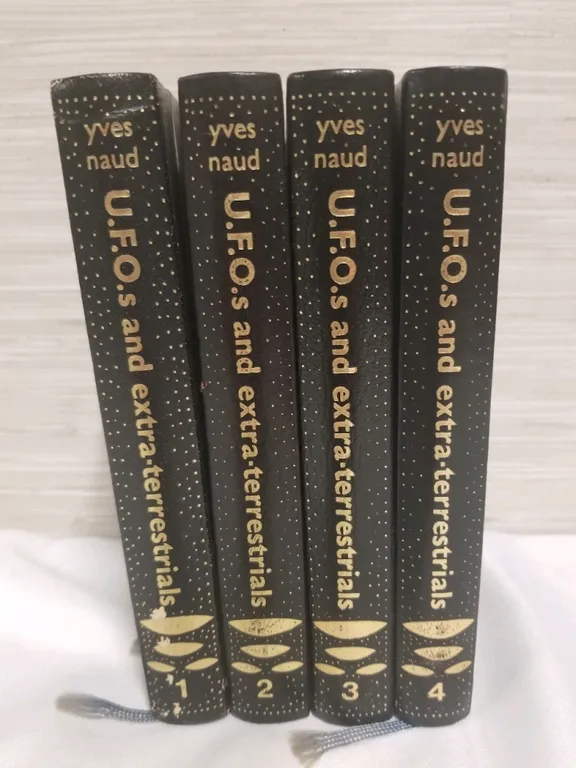 yves
naud
U.F.O.s and extra-terrestrials
1
yves
naud
U.F.O.s and extra-terrestrials
2
yves
naud
U.F.O.s and extra-terrestrials
3
yves
naud
U.F.O.s and extra-terrestrials
4